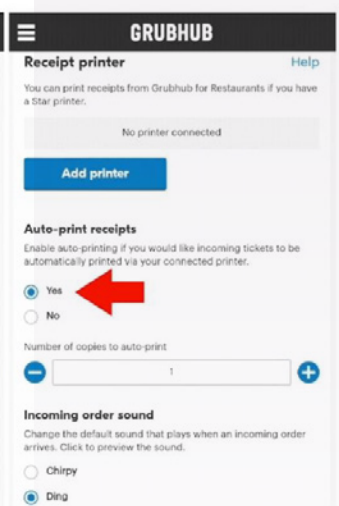 GRUBHUB
Receipt printer
Help
You can print receipts from Grubhub for Restaurants if you have
a Star printer.
No printer connected
Add printer
Auto-print receipts
Enable auto-printing if you would like incoming tickets to be
automatically printed via your connected printer.
Yes
No
Number of copies to auto-print
1
Incoming order sound
Change the default sound that plays when an incoming order
arrives. Click to preview the sound.
Chirpy
Ding